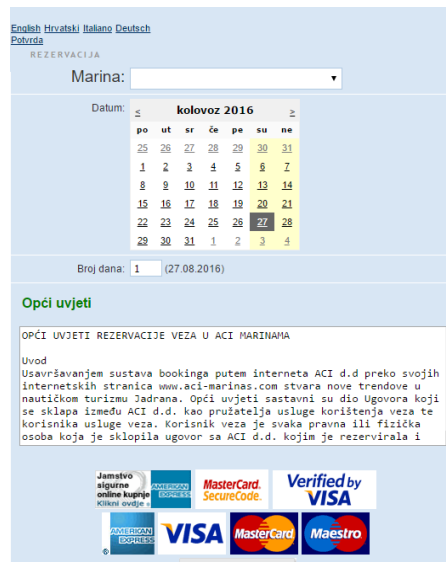 English Hrvatski Italiano Deutsch
Potvrda
REZERVACIJA
Marina:
Datum:
< kolovoz 2016 >
po ut sr če pe su ne
25 26 27 28 29 30 31
1 2 3 4 5 6 7
8 9 10 11 12 13 14
15 16 17 18 19 20 21
22 23 24 25 26 27 28
29 30 31 1 2 3 4
Broj dana: 1 (27.08.2016)
Opći uvjeti
OPĆI UVJETI REZERVACIJE VEZA U ACI MARINAMA
Uvod
Usavršavanjem sustava bookinga putem interneta ACI d.d preko svojih
internetskih stranica www.aci-marinas.com stvara nove trendove u
nautičkom turizmu Jadrana. Opći uvjeti sastavni su dio Ugovora koji
se sklapa između ACI d.d. kao pružatelja usluge korištenja veza te
korisnika usluge veza. Korisnik veza je svaka pravna ili fizička
osoba koja je sklopila ugovor sa ACI d.d. kojim je rezervirala i
Jamstvo
sigurne
online kupnje
Klikni ovdje »
AMERICAN
EXPRESS
MasterCard.
SecureCode.
Verified by
VISA
AMERICAN
EXPRESS
®
VISA
MasterCard
Maestro